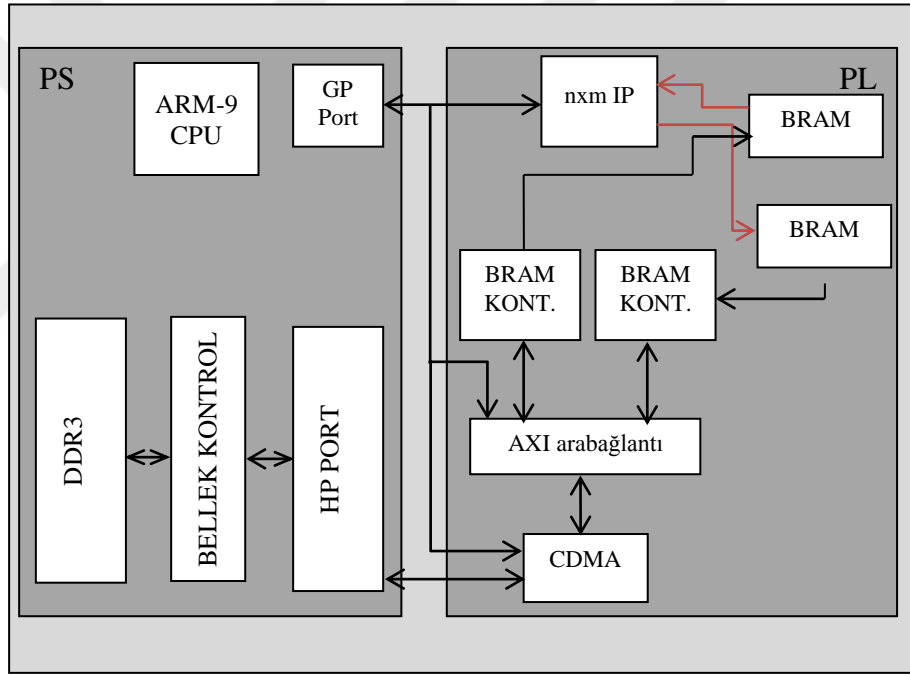 PS
ARM-9
CPU
GP
Port
DDR3
BELLEK KONTROL
HP PORT
PL
nxm IP
BRAM
BRAM
BRAM
KONT.
BRAM
KONT.
AXI arabağlantı
CDMA